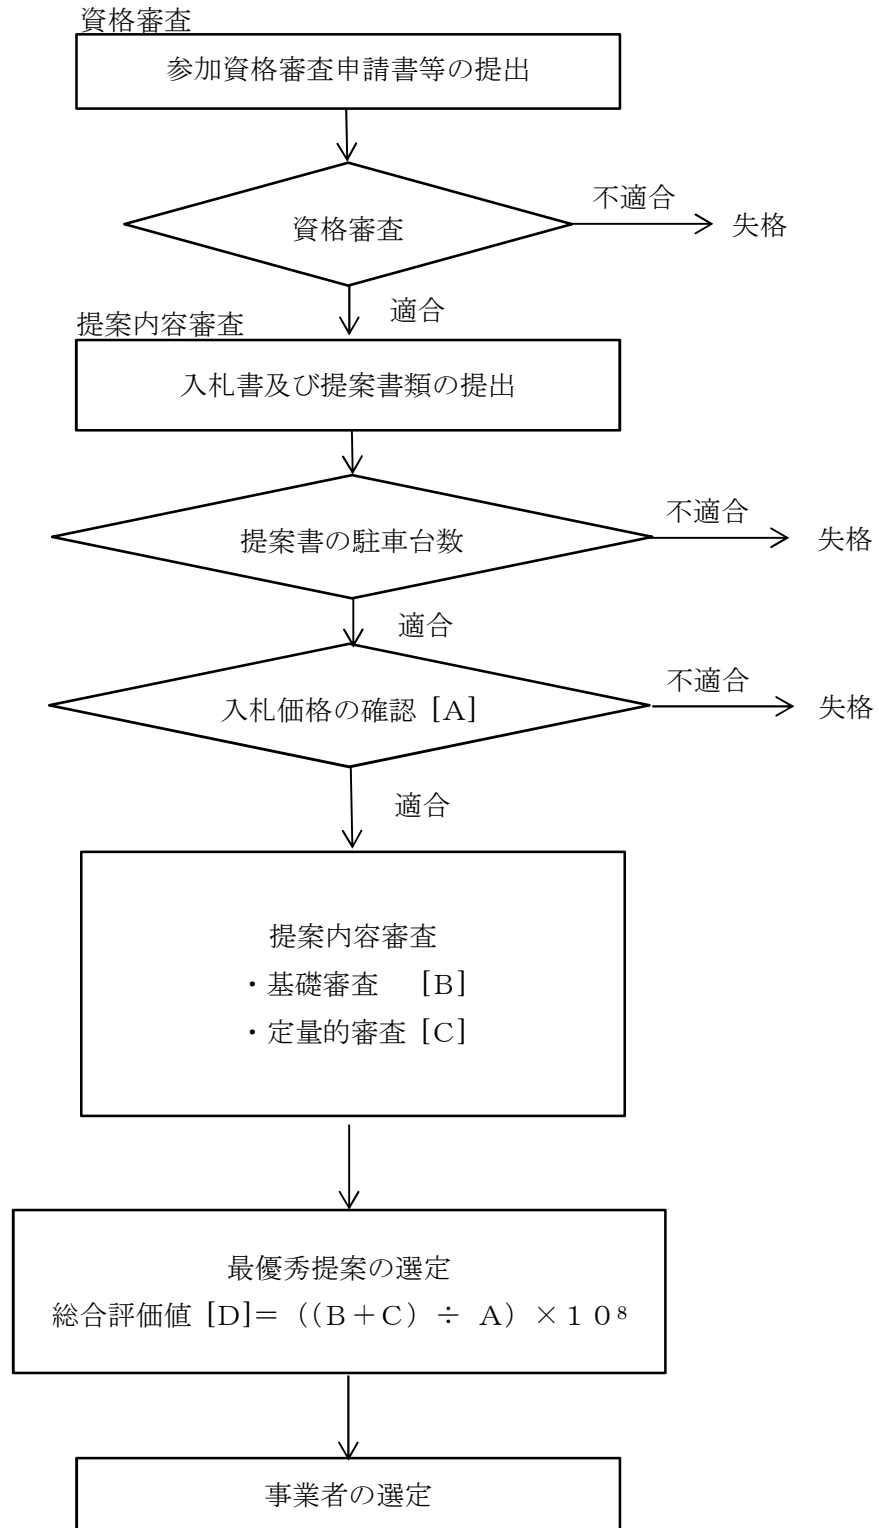 資格審査
参加資格審査申請書等の提出
資格審査
不適合
失格
適合
提案内容審査
入札書及び提案書類の提出
提案書の駐車台数
不適合
失格
適合
入札価格の確認 [A]
不適合
失格
適合
提案内容審査
・基礎審査　[B]
・定量的審査 [C]
最優秀提案の選定
総合評価値 [D]＝（(B＋C）÷ A）×１０⁸
事業者の選定